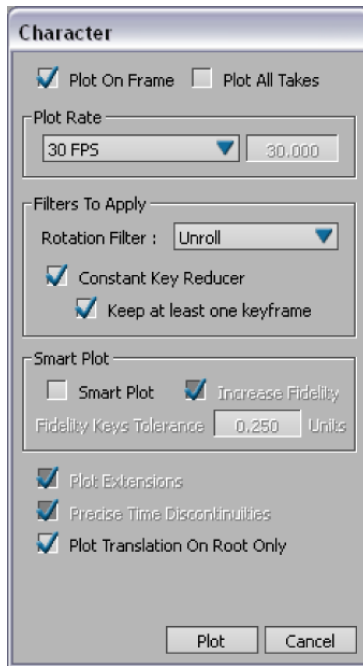 Character
Plot On Frame Plot All Takes
Plot Rate
30 FPS 30.000
Filters To Apply
Rotation Filter : Unroll
Constant Key Reducer
Keep at least one keyframe
Smart Plot
Smart Plot Increase Fidelity
Fidelity Keys Tolerance 0.250 Units
Plot Extensions
Precise Time Discontinuities
Plot Translation On Root Only
Plot Cancel